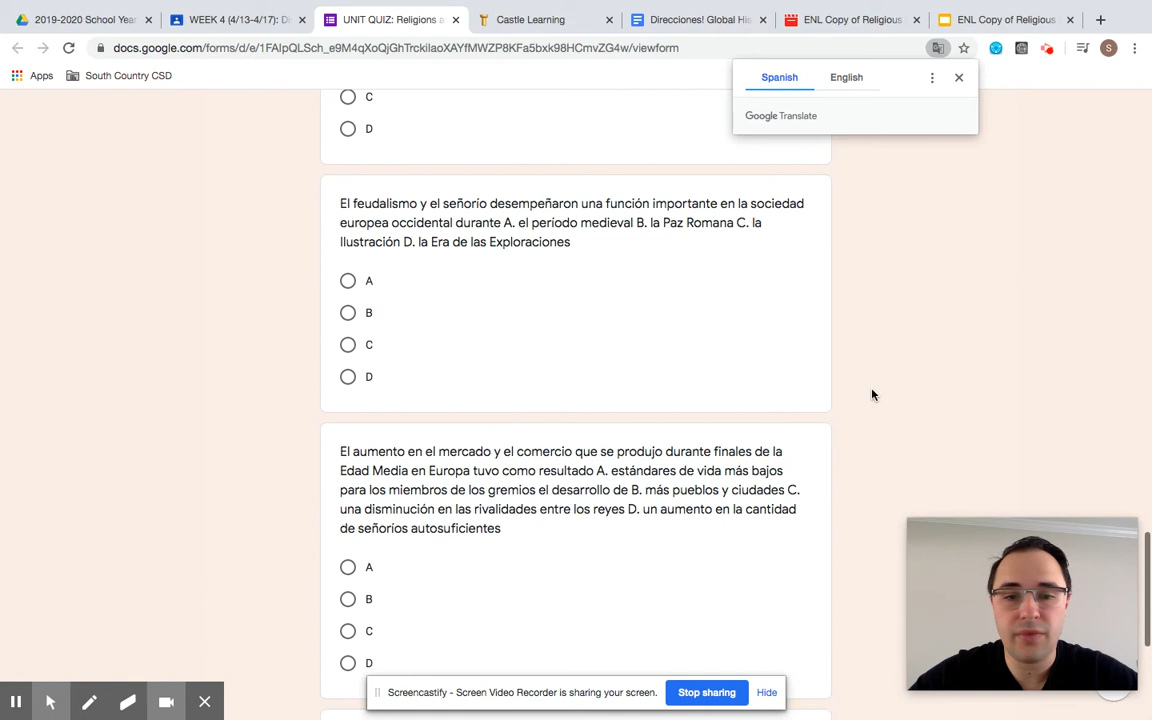 2019-2020 School Year
WEEK 4 (4/13-4/17): D
UNIT QUIZ: Religions a
Castle Learning
Direcciones! Global His
ENL Copy of Religious
ENL Copy of Religious
docs.google.com/forms/d/e/1FAIpQLSch_e9M4qXoQjGhTrckilaoXAYfMWZP8KFa5bxk98HCmvZG4w/viewform
S
Apps
South Country CSD
Spanish
English
Google Translate
C
D
El feudalismo y el señorío desempeñaron una función importante en la sociedad
europea occidental durante A. el período medieval B. la Paz Romana C. la
Ilustración D. la Era de las Exploraciones
A
B
C
D
El aumento en el mercado y el comercio que se produjo durante finales de la
Edad Media en Europa tuvo como resultado A. estándares de vida más bajos
para los miembros de los gremios el desarrollo de B. más pueblos y ciudades C.
una disminución en las rivalidades entre los reyes D. un aumento en la cantidad
de señoríos autosuficientes
A
B
C
D
Screencastify - Screen Video Recorder is sharing your screen.
Stop sharing
Hide